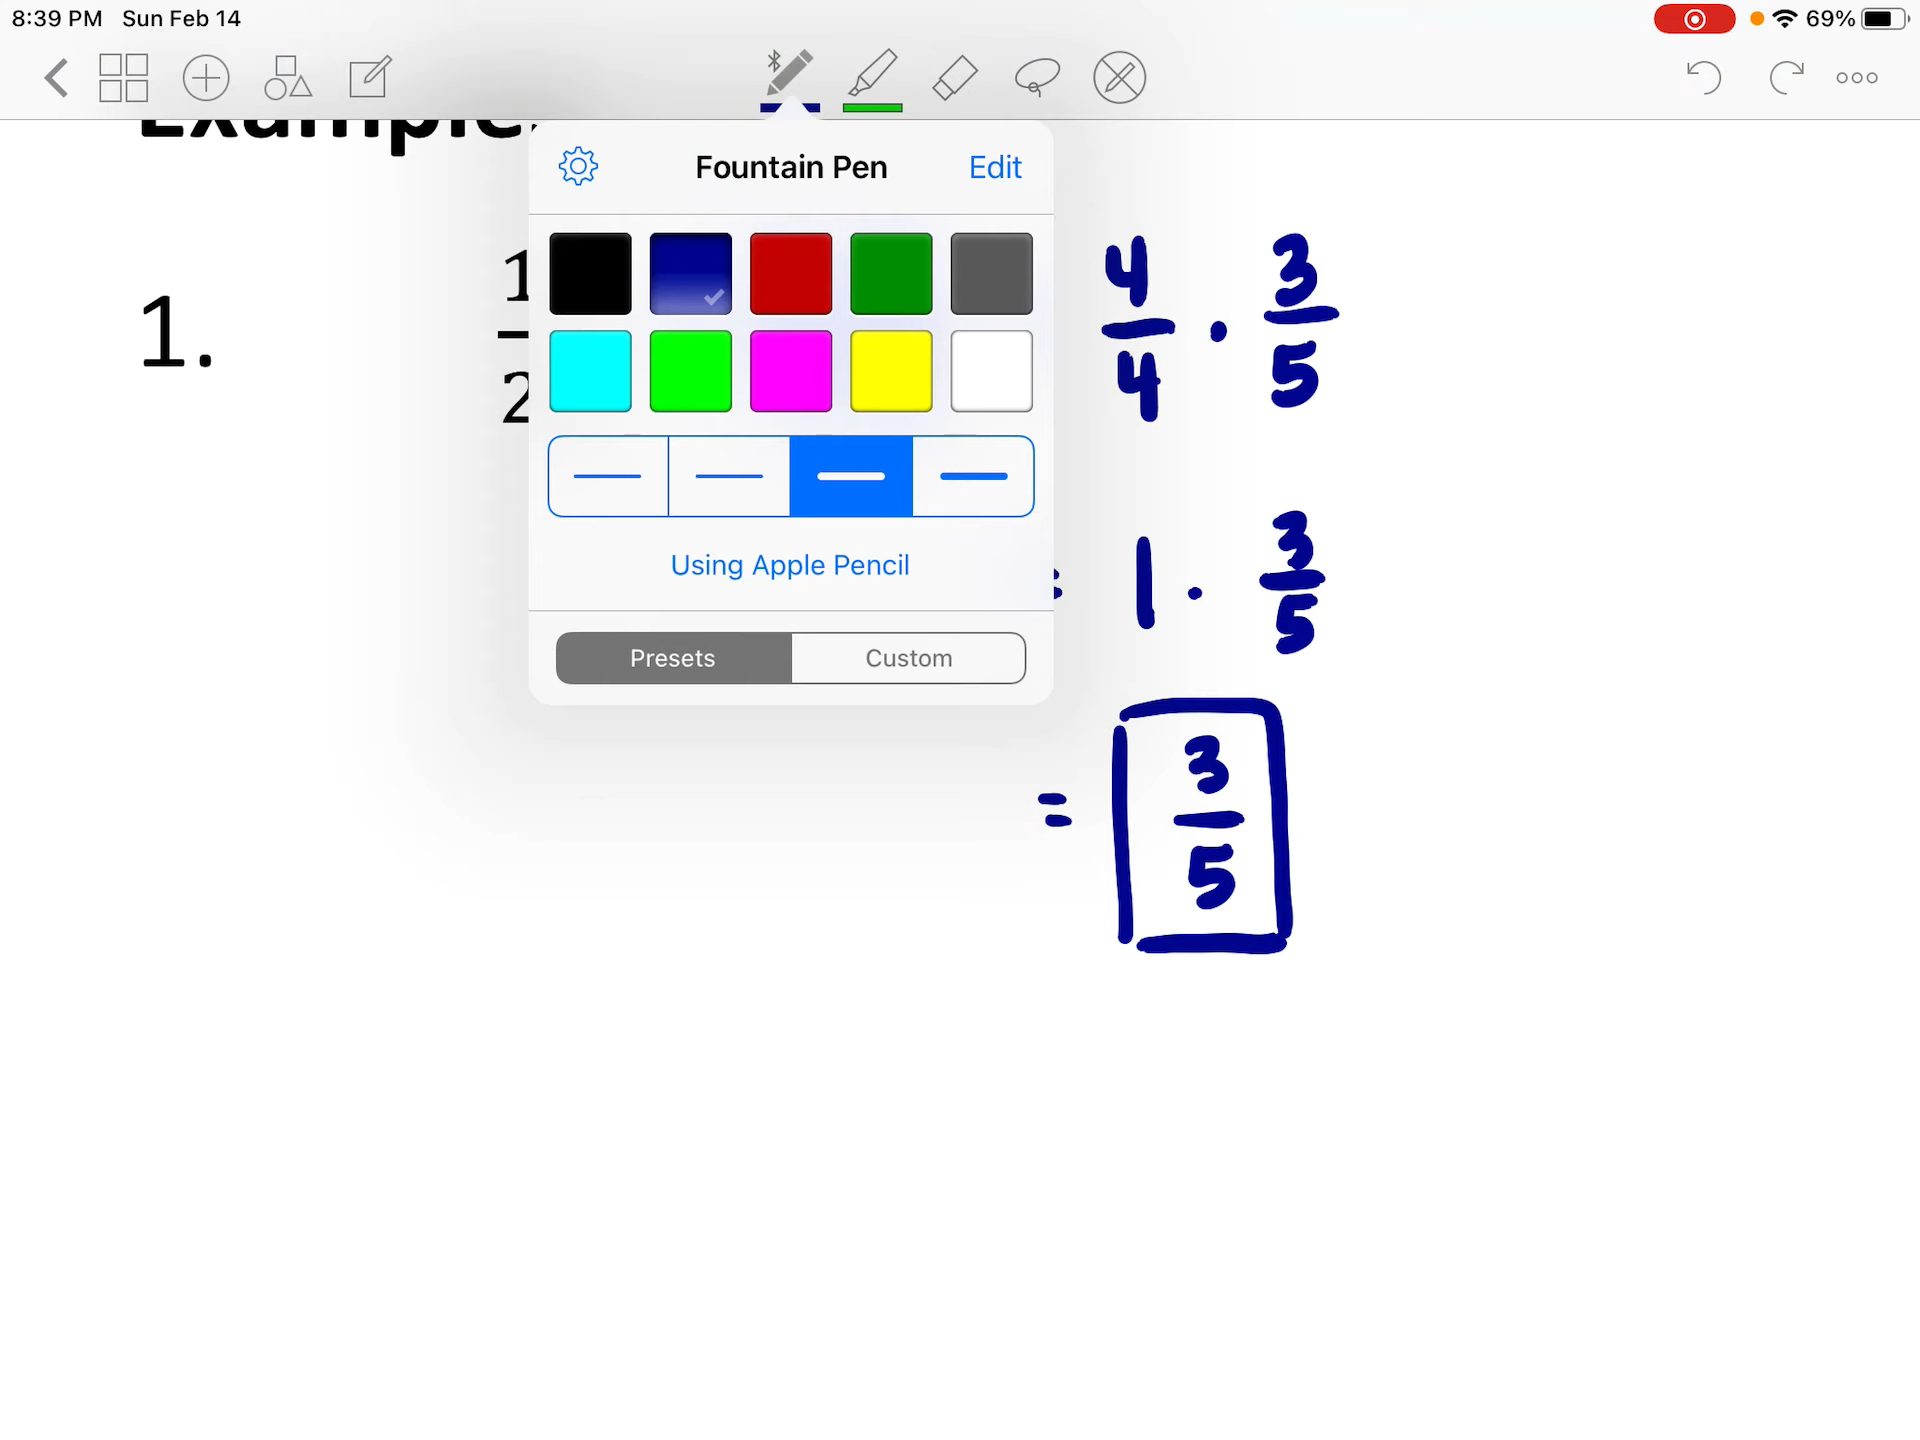 8:39 PM Sun Feb 14 69%
Example
Fountain Pen Edit
1.
1
2
4/4 · 3/5
Using Apple Pencil
= 1 · 3/5
Presets Custom
= 3/5